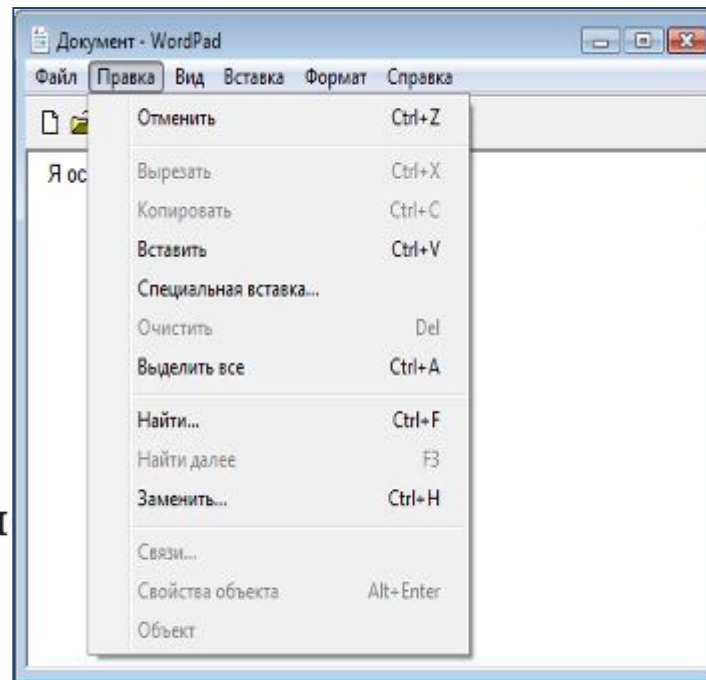 Документ - WordPad
Файл Правка Вид Вставка Формат Справка
Отменить Ctrl+Z
Я ос
Вырезать Ctrl+X
Копировать Ctrl+C
Вставить Ctrl+V
Специальная вставка...
Очистить Del
Выделить все Ctrl+A
Найти... Ctrl+F
Найти далее F3
Заменить... Ctrl+H
Связи...
Свойства объекта Alt+Enter
Объект